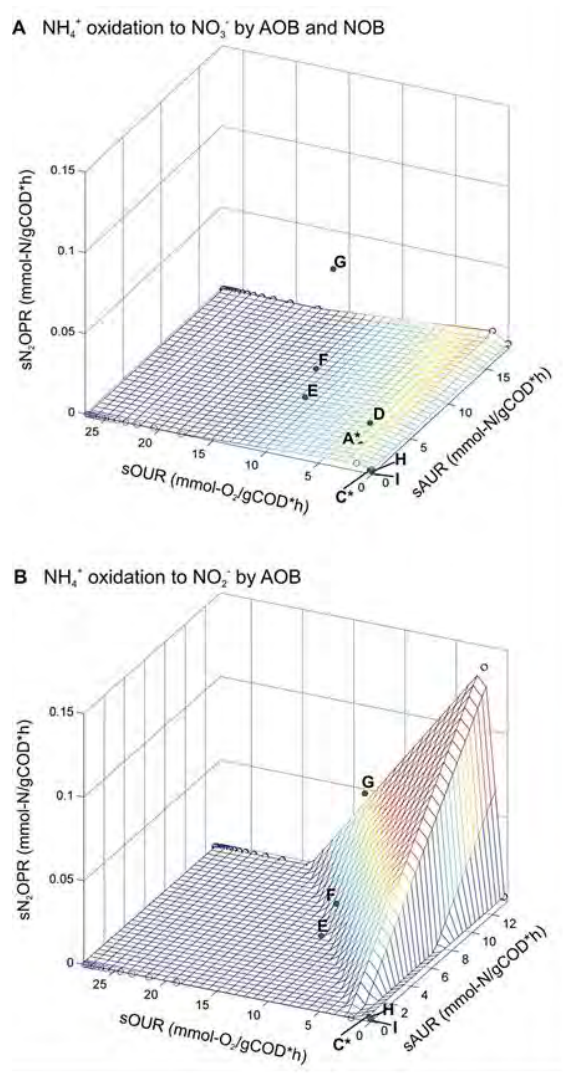 A NH₄⁺ oxidation to NO₃⁻ by AOB and NOB
0.15
0.1
0.05
0
sN₂OPR (mmol-N/gCOD*h)
G
F
E
D
A*
H
I
C*
25
20
15
10
5
0
sOUR (mmol-O₂/gCOD*h)
0
5
10
15
sAUR (mmol-N/gCOD*h)
B NH₄⁺ oxidation to NO₂⁻ by AOB
0.15
0.1
0.05
0
sN₂OPR (mmol-N/gCOD*h)
G
F
E
H
I
C*
25
20
15
10
5
0
sOUR (mmol-O₂/gCOD*h)
0
2
4
6
8
10
12
sAUR (mmol-N/gCOD*h)